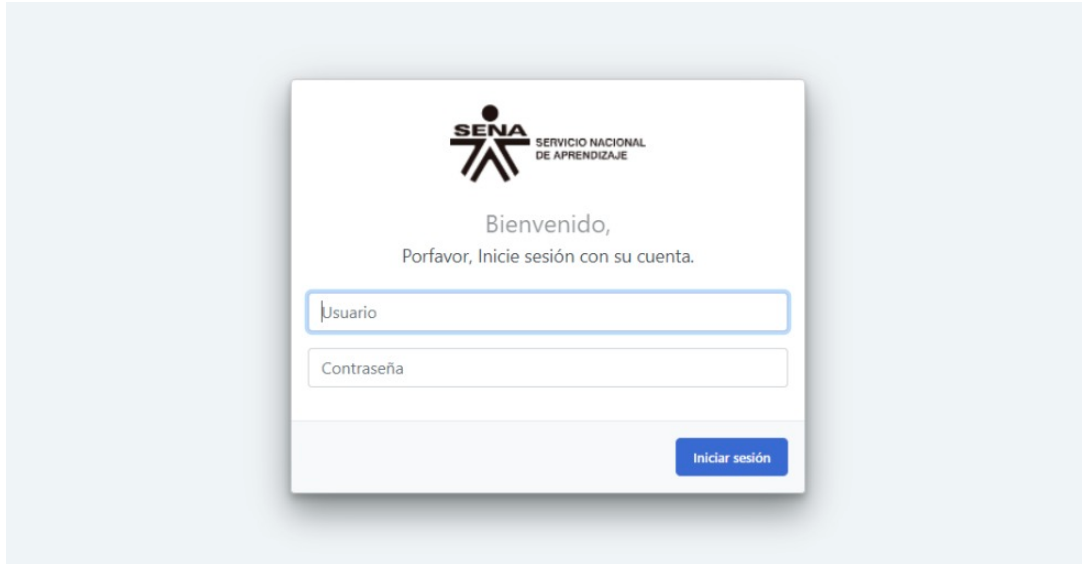 SENA
SERVICIO NACIONAL
DE APRENDIZAJE
Bienvenido,
Porfavor, Inicie sesión con su cuenta.
Usuario
Contraseña
Iniciar sesión